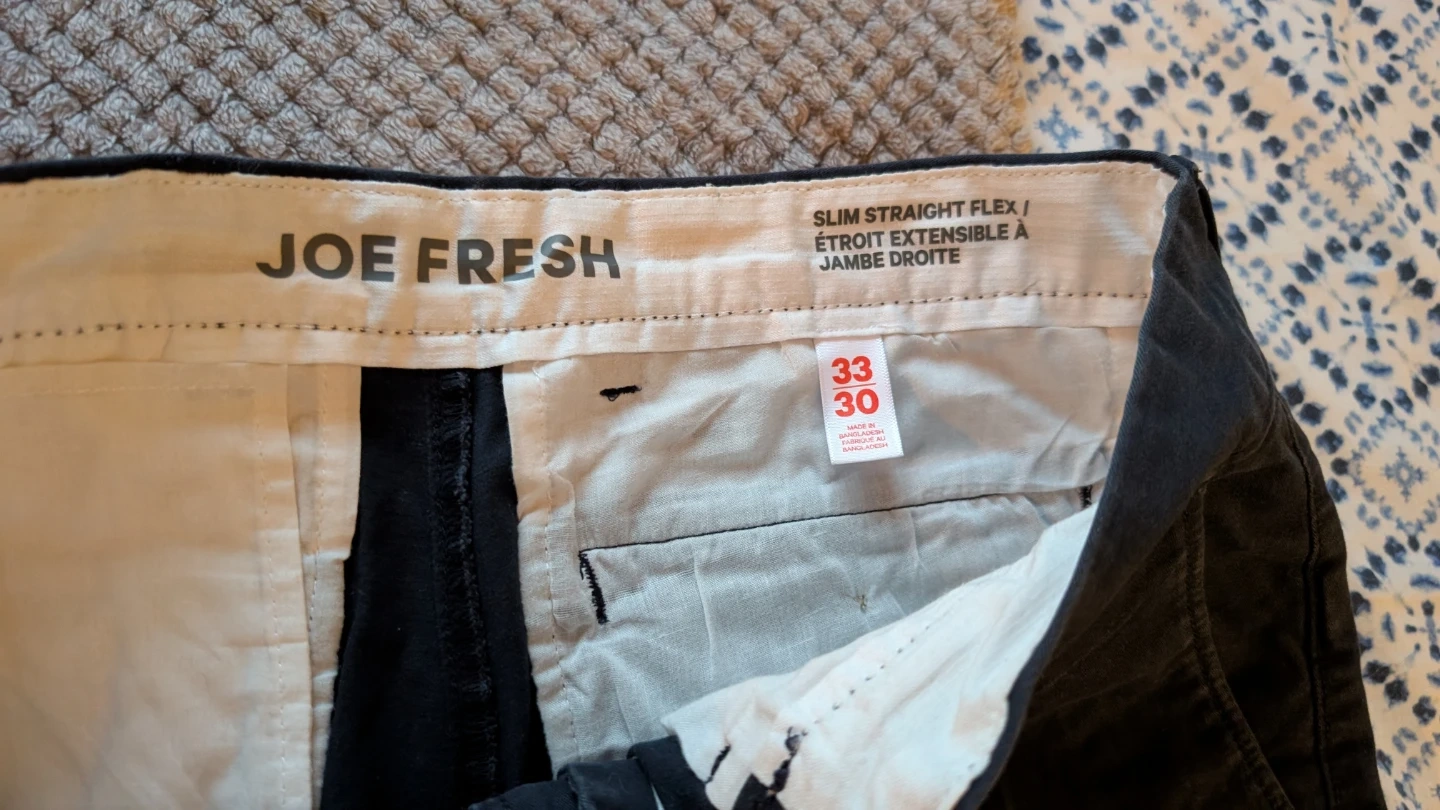 JOE FRESH
SLIM STRAIGHT FLEX /
ÉTROIT EXTENSIBLE À
JAMBE DROITE
33
30
MADE IN
BANGLADESH
FABRIQUÉ AU
BANGLADESH